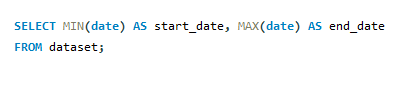 SELECT MIN(date) AS start_date, MAX(date) AS end_date
FROM dataset;